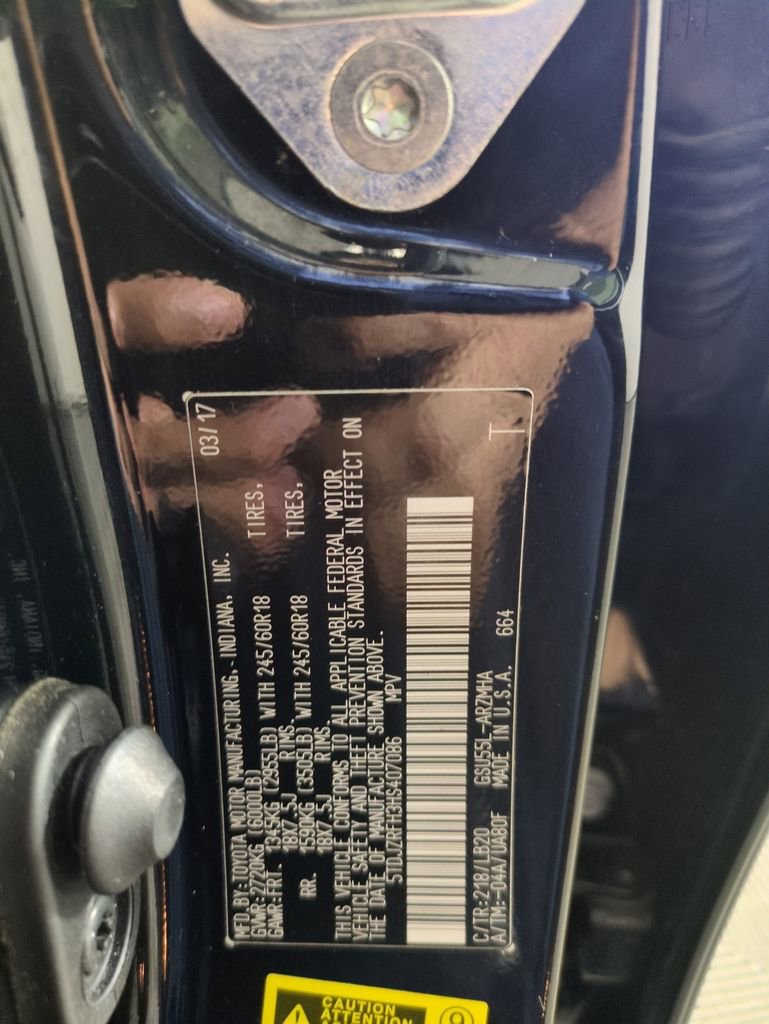 MFD.BY:TOYOTA MOTOR MANUFACTURING.-INDIANA, INC. 03/17
GVWR:2720KG (6000LB)
GAWR:FRT. 1345KG (2955LB) WITH 245/60R18 TIRES,
18X7.5J RIMS.
RR. 1590KG (3505LB) WITH 245/60R18 TIRES,
18X7.5J RIMS.
THIS VEHICLE CONFORMS TO ALL APPLICABLE FEDERAL MOTOR
VEHICLE SAFETY AND THEFT PREVENTION STANDARDS IN EFFECT ON
THE DATE OF MANUFACTURE SHOWN ABOVE.
5TDJZRFH3HS407086 MPV
C/TR:218/LB20 GSU55L-ARZMHA T
A/TM:-04A/UA80F MADE IN U.S.A. 664
CAUTION
ATTENTION